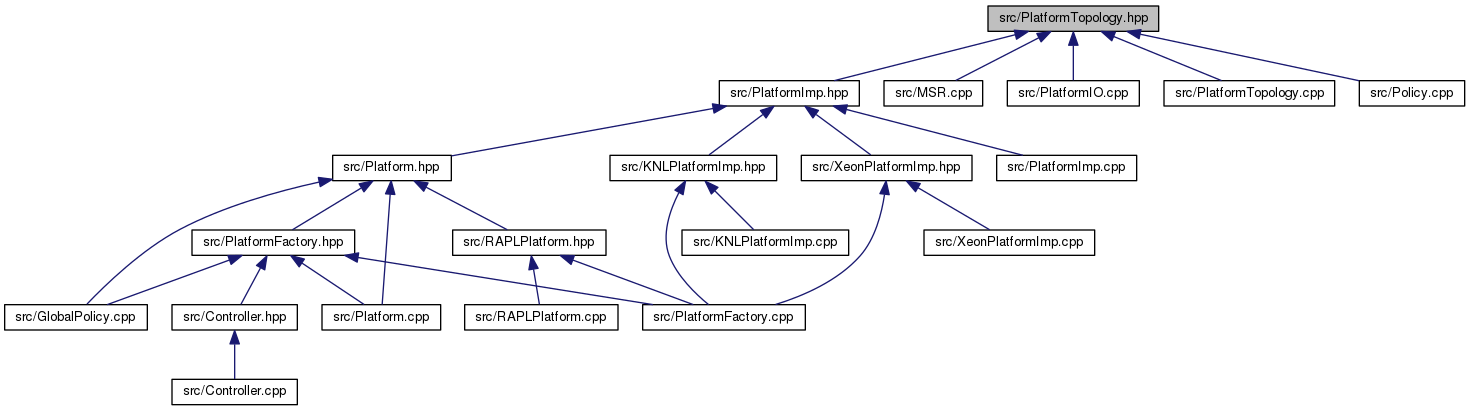 src/PlatformTopology.hpp
src/PlatformImp.hpp
src/MSR.cpp
src/PlatformIO.cpp
src/PlatformTopology.cpp
src/Policy.cpp
src/Platform.hpp
src/KNLPlatformImp.hpp
src/XeonPlatformImp.hpp
src/PlatformImp.cpp
src/PlatformFactory.hpp
src/RAPLPlatform.hpp
src/KNLPlatformImp.cpp
src/XeonPlatformImp.cpp
src/GlobalPolicy.cpp
src/Controller.hpp
src/Platform.cpp
src/RAPLPlatform.cpp
src/PlatformFactory.cpp
src/Controller.cpp